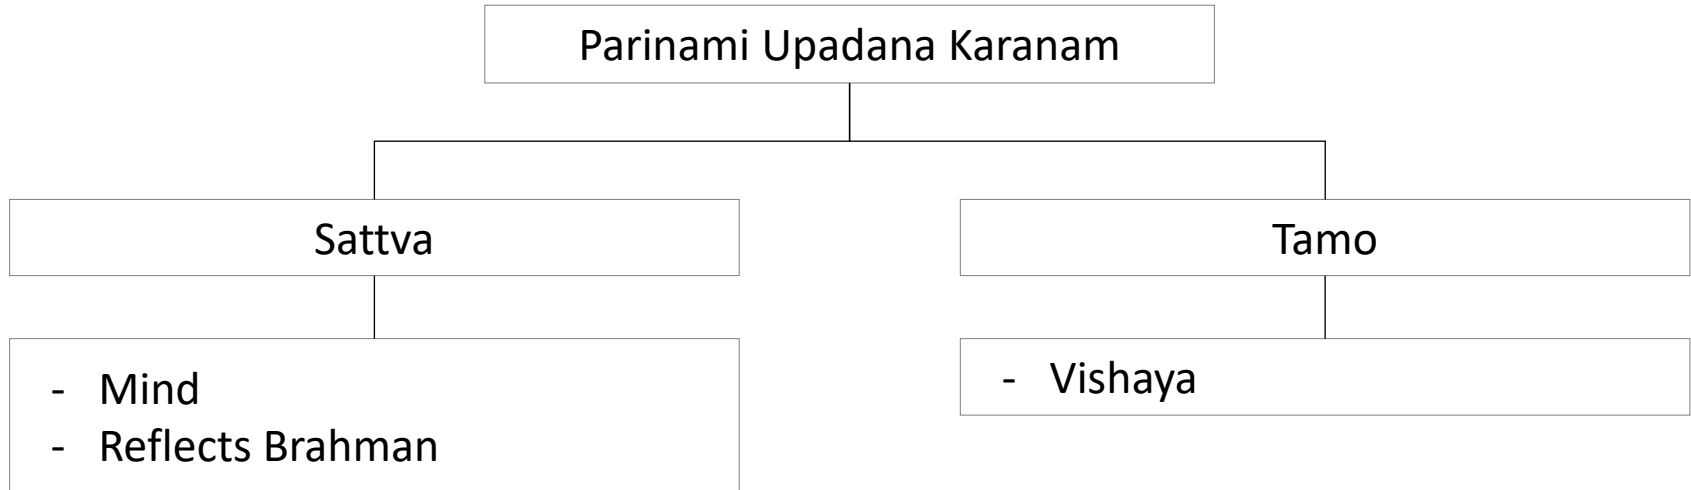 Parinami Upadana Karanam
Sattva
Tamo
- Mind
- Reflects Brahman
- Vishaya